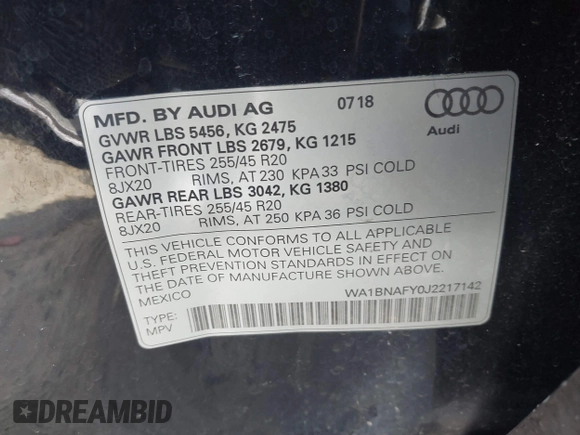 MFD. BY AUDI AG 07 18
GVWR LBS 5456, KG 2475
GAWR FRONT LBS 2679, KG 1215
FRONT-TIRES 255/45 R20
8JX20 RIMS, AT 230 KPA 33 PSI COLD
GAWR REAR LBS 3042, KG 1380
REAR-TIRES 255/45 R20
8JX20 RIMS, AT 250 KPA 36 PSI COLD
Audi
THIS VEHICLE CONFORMS TO ALL APPLICABLE
U.S. FEDERAL MOTOR VEHICLE SAFETY AND
THEFT PREVENTION STANDARDS IN EFFECT ON
THE DATE OF MANUFACTURE SHOWN ABOVE.
MEXICO
WA1BNAFY0J2217142
TYPE:
MPV
DREAMBID